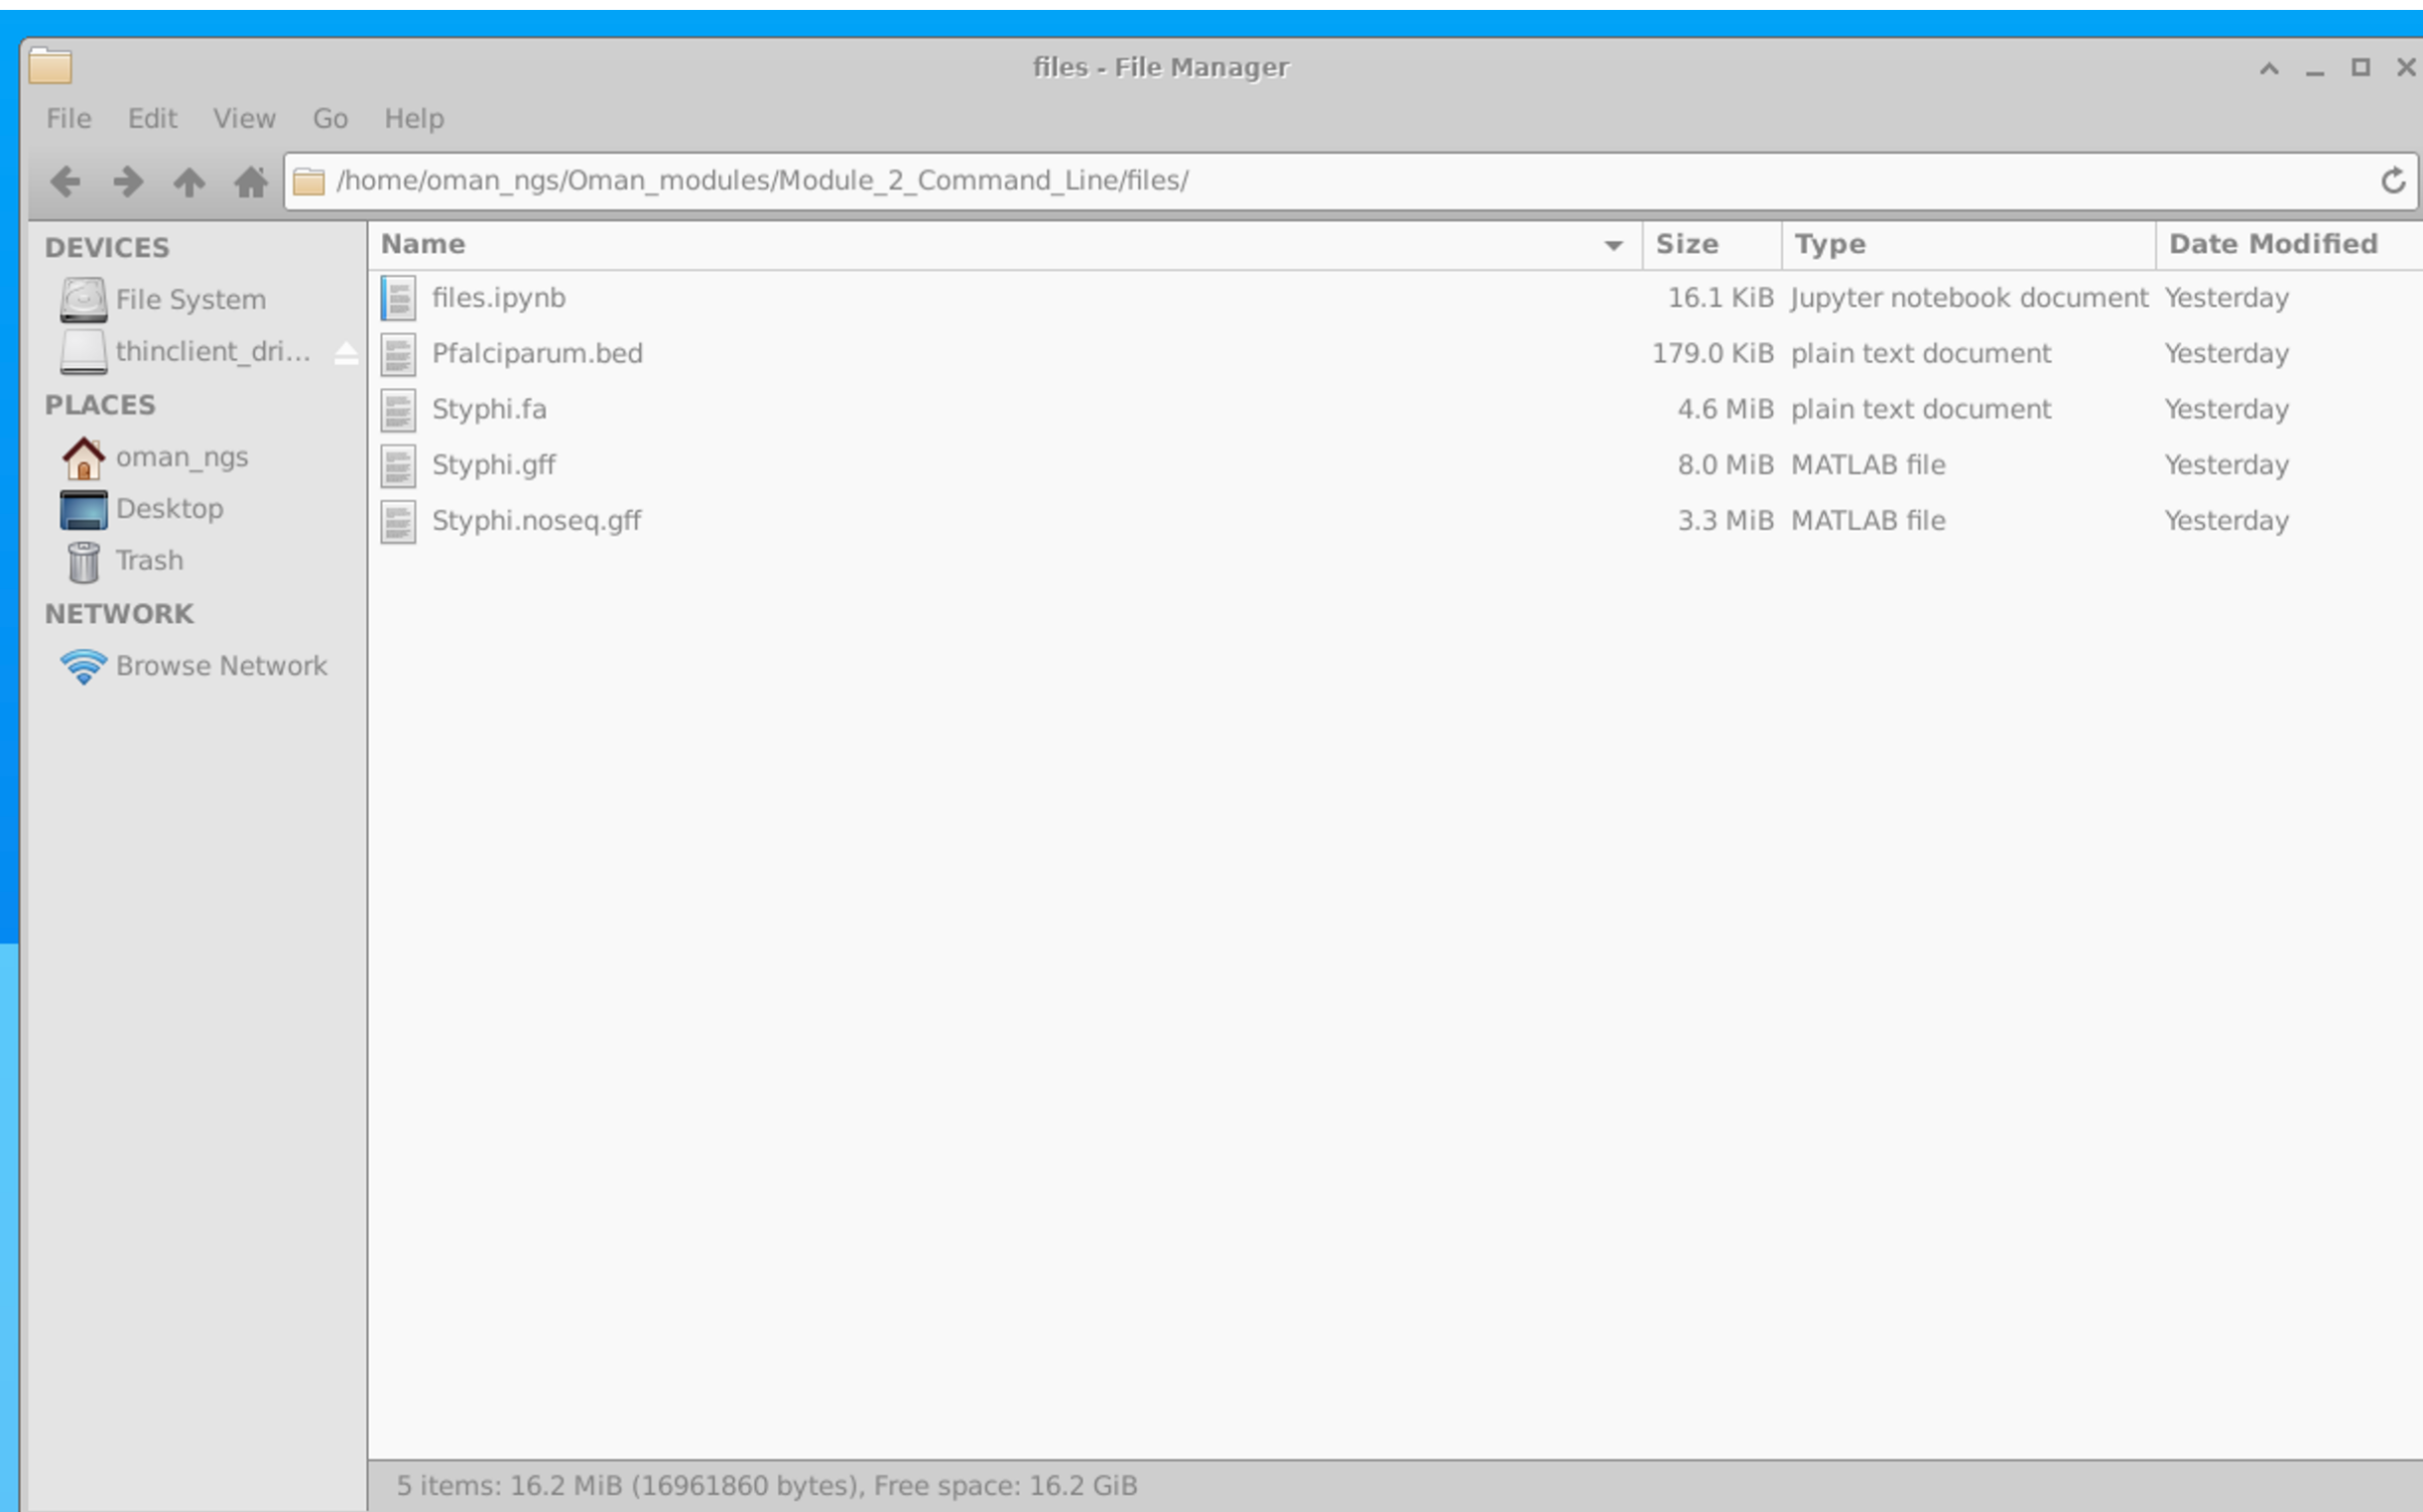 files - File Manager
File Edit View Go Help
/home/oman_ngs/Oman_modules/Module_2_Command_Line/files/
DEVICES
File System
thinclient_dri...
PLACES
oman_ngs
Desktop
Trash
NETWORK
Browse Network
Name Size Type Date Modified
files.ipynb 16.1 KiB Jupyter notebook document Yesterday
Pfalciparum.bed 179.0 KiB plain text document Yesterday
Styphi.fa 4.6 MiB plain text document Yesterday
Styphi.gff 8.0 MiB MATLAB file Yesterday
Styphi.noseq.gff 3.3 MiB MATLAB file Yesterday
5 items: 16.2 MiB (16961860 bytes), Free space: 16.2 GiB